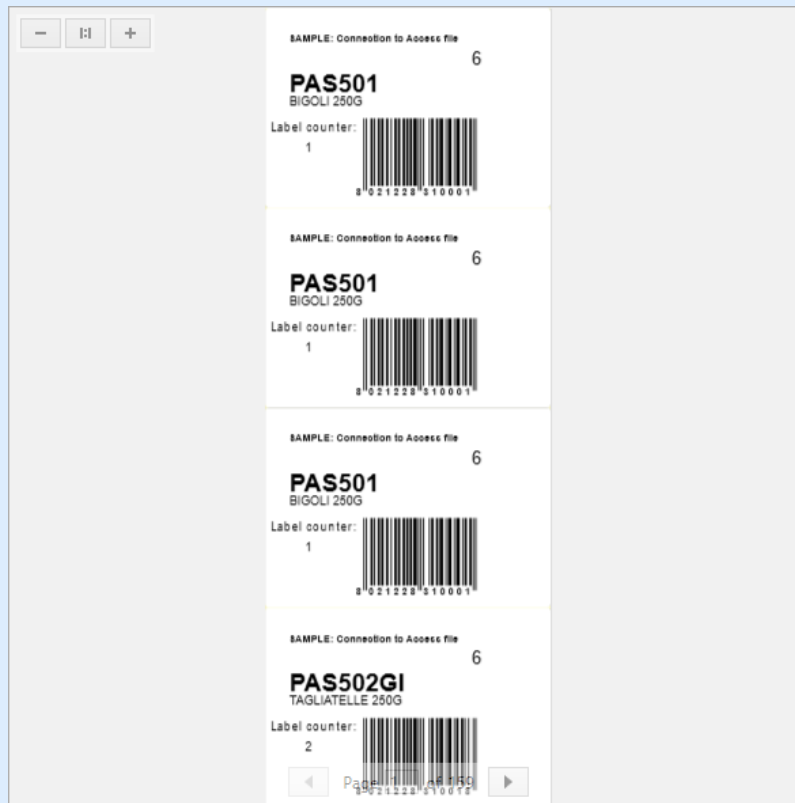 SAMPLE: Connection to Access file
6
PAS501
BIGOLI 250G
Label counter:
1
8 021228 310001
SAMPLE: Connection to Access file
6
PAS501
BIGOLI 250G
Label counter:
1
8 021228 310001
SAMPLE: Connection to Access file
6
PAS501
BIGOLI 250G
Label counter:
1
8 021228 310001
SAMPLE: Connection to Access file
6
PAS502GI
TAGLIATELLE 250G
Label counter:
2
Page 1 of 159